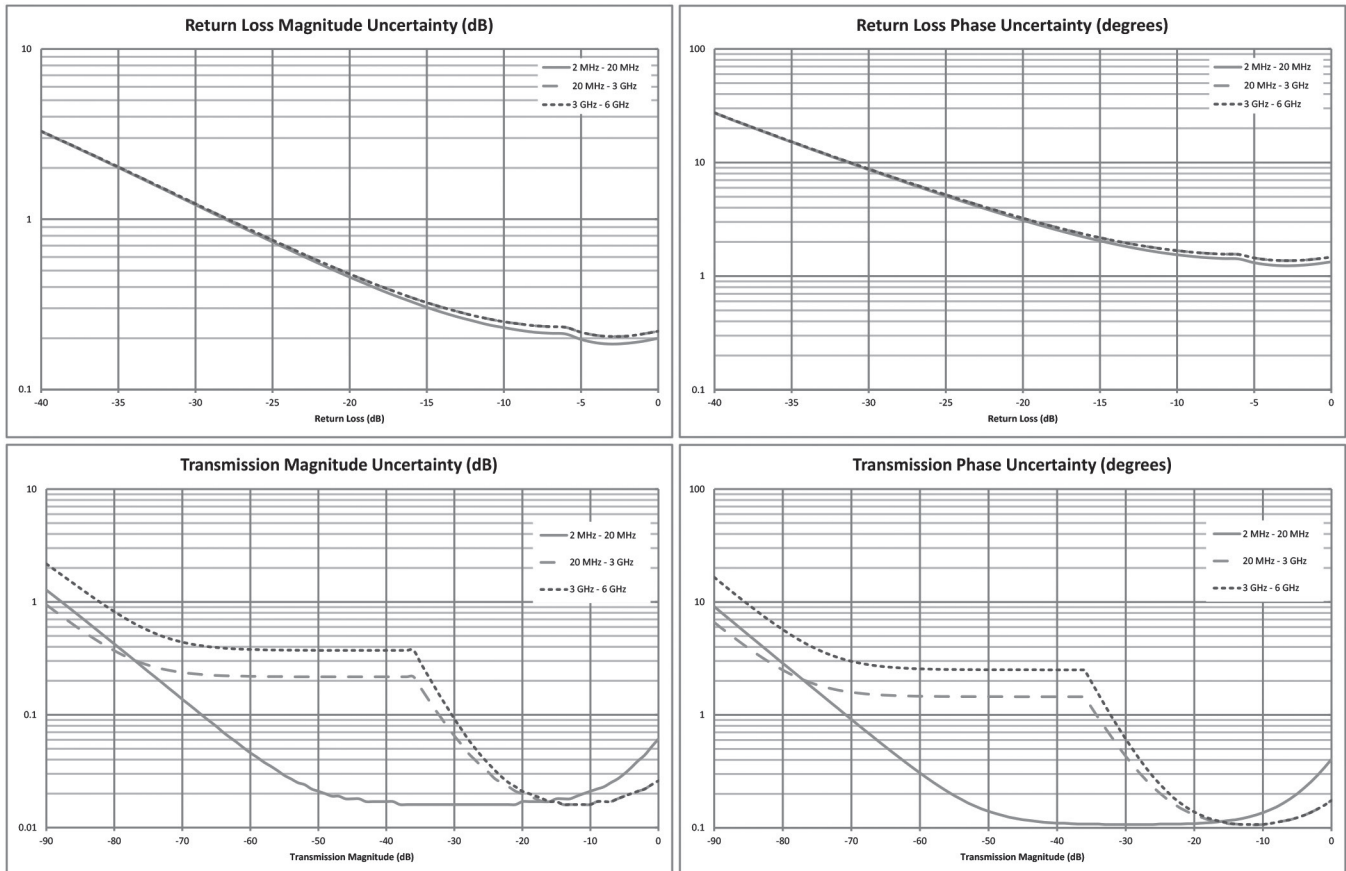 Return Loss Magnitude Uncertainty (dB)
10
1
0.1
2 MHz - 20 MHz
20 MHz - 3 GHz
3 GHz - 6 GHz
-40 -35 -30 -25 -20 -15 -10 -5 0
Return Loss (dB)
Return Loss Phase Uncertainty (degrees)
100
10
1
0.1
2 MHz - 20 MHz
20 MHz - 3 GHz
3 GHz - 6 GHz
-40 -35 -30 -25 -20 -15 -10 -5 0
Return Loss (dB)
Transmission Magnitude Uncertainty (dB)
10
1
0.1
0.01
2 MHz - 20 MHz
20 MHz - 3 GHz
3 GHz - 6 GHz
-90 -80 -70 -60 -50 -40 -30 -20 -10 0
Transmission Magnitude (dB)
Transmission Phase Uncertainty (degrees)
100
10
1
0.1
2 MHz - 20 MHz
20 MHz - 3 GHz
3 GHz - 6 GHz
-90 -80 -70 -60 -50 -40 -30 -20 -10 0
Transmission Magnitude (dB)